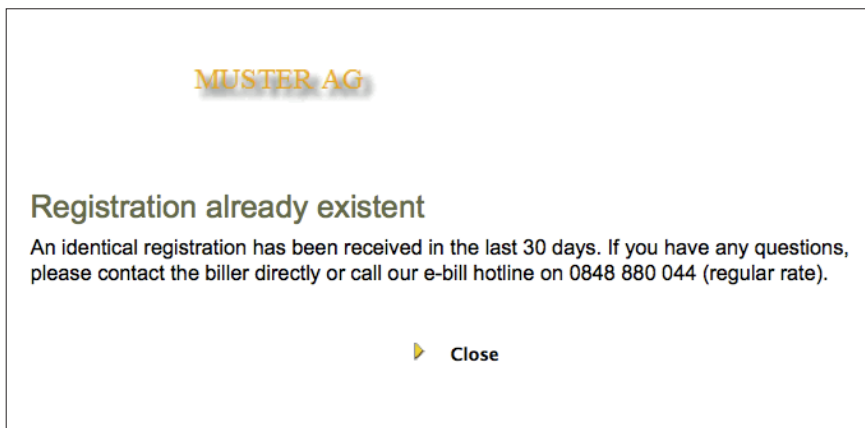 MUSTER AG
Registration already existent
An identical registration has been received in the last 30 days. If you have any questions,
please contact the biller directly or call our e-bill hotline on 0848 880 044 (regular rate).
Close